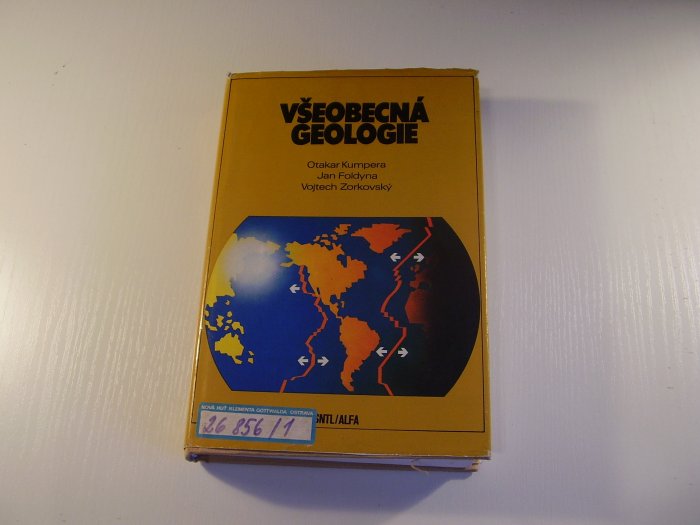 VŠEOBECNÁ
GEOLOGIE
Otakar Kumpera
Jan Foldyna
Vojtech Zorkovský
SNTL/ALFA
NOVÁ HUŤ KLEMENTA GOTTWALDA OSTRAVA
26 856/1